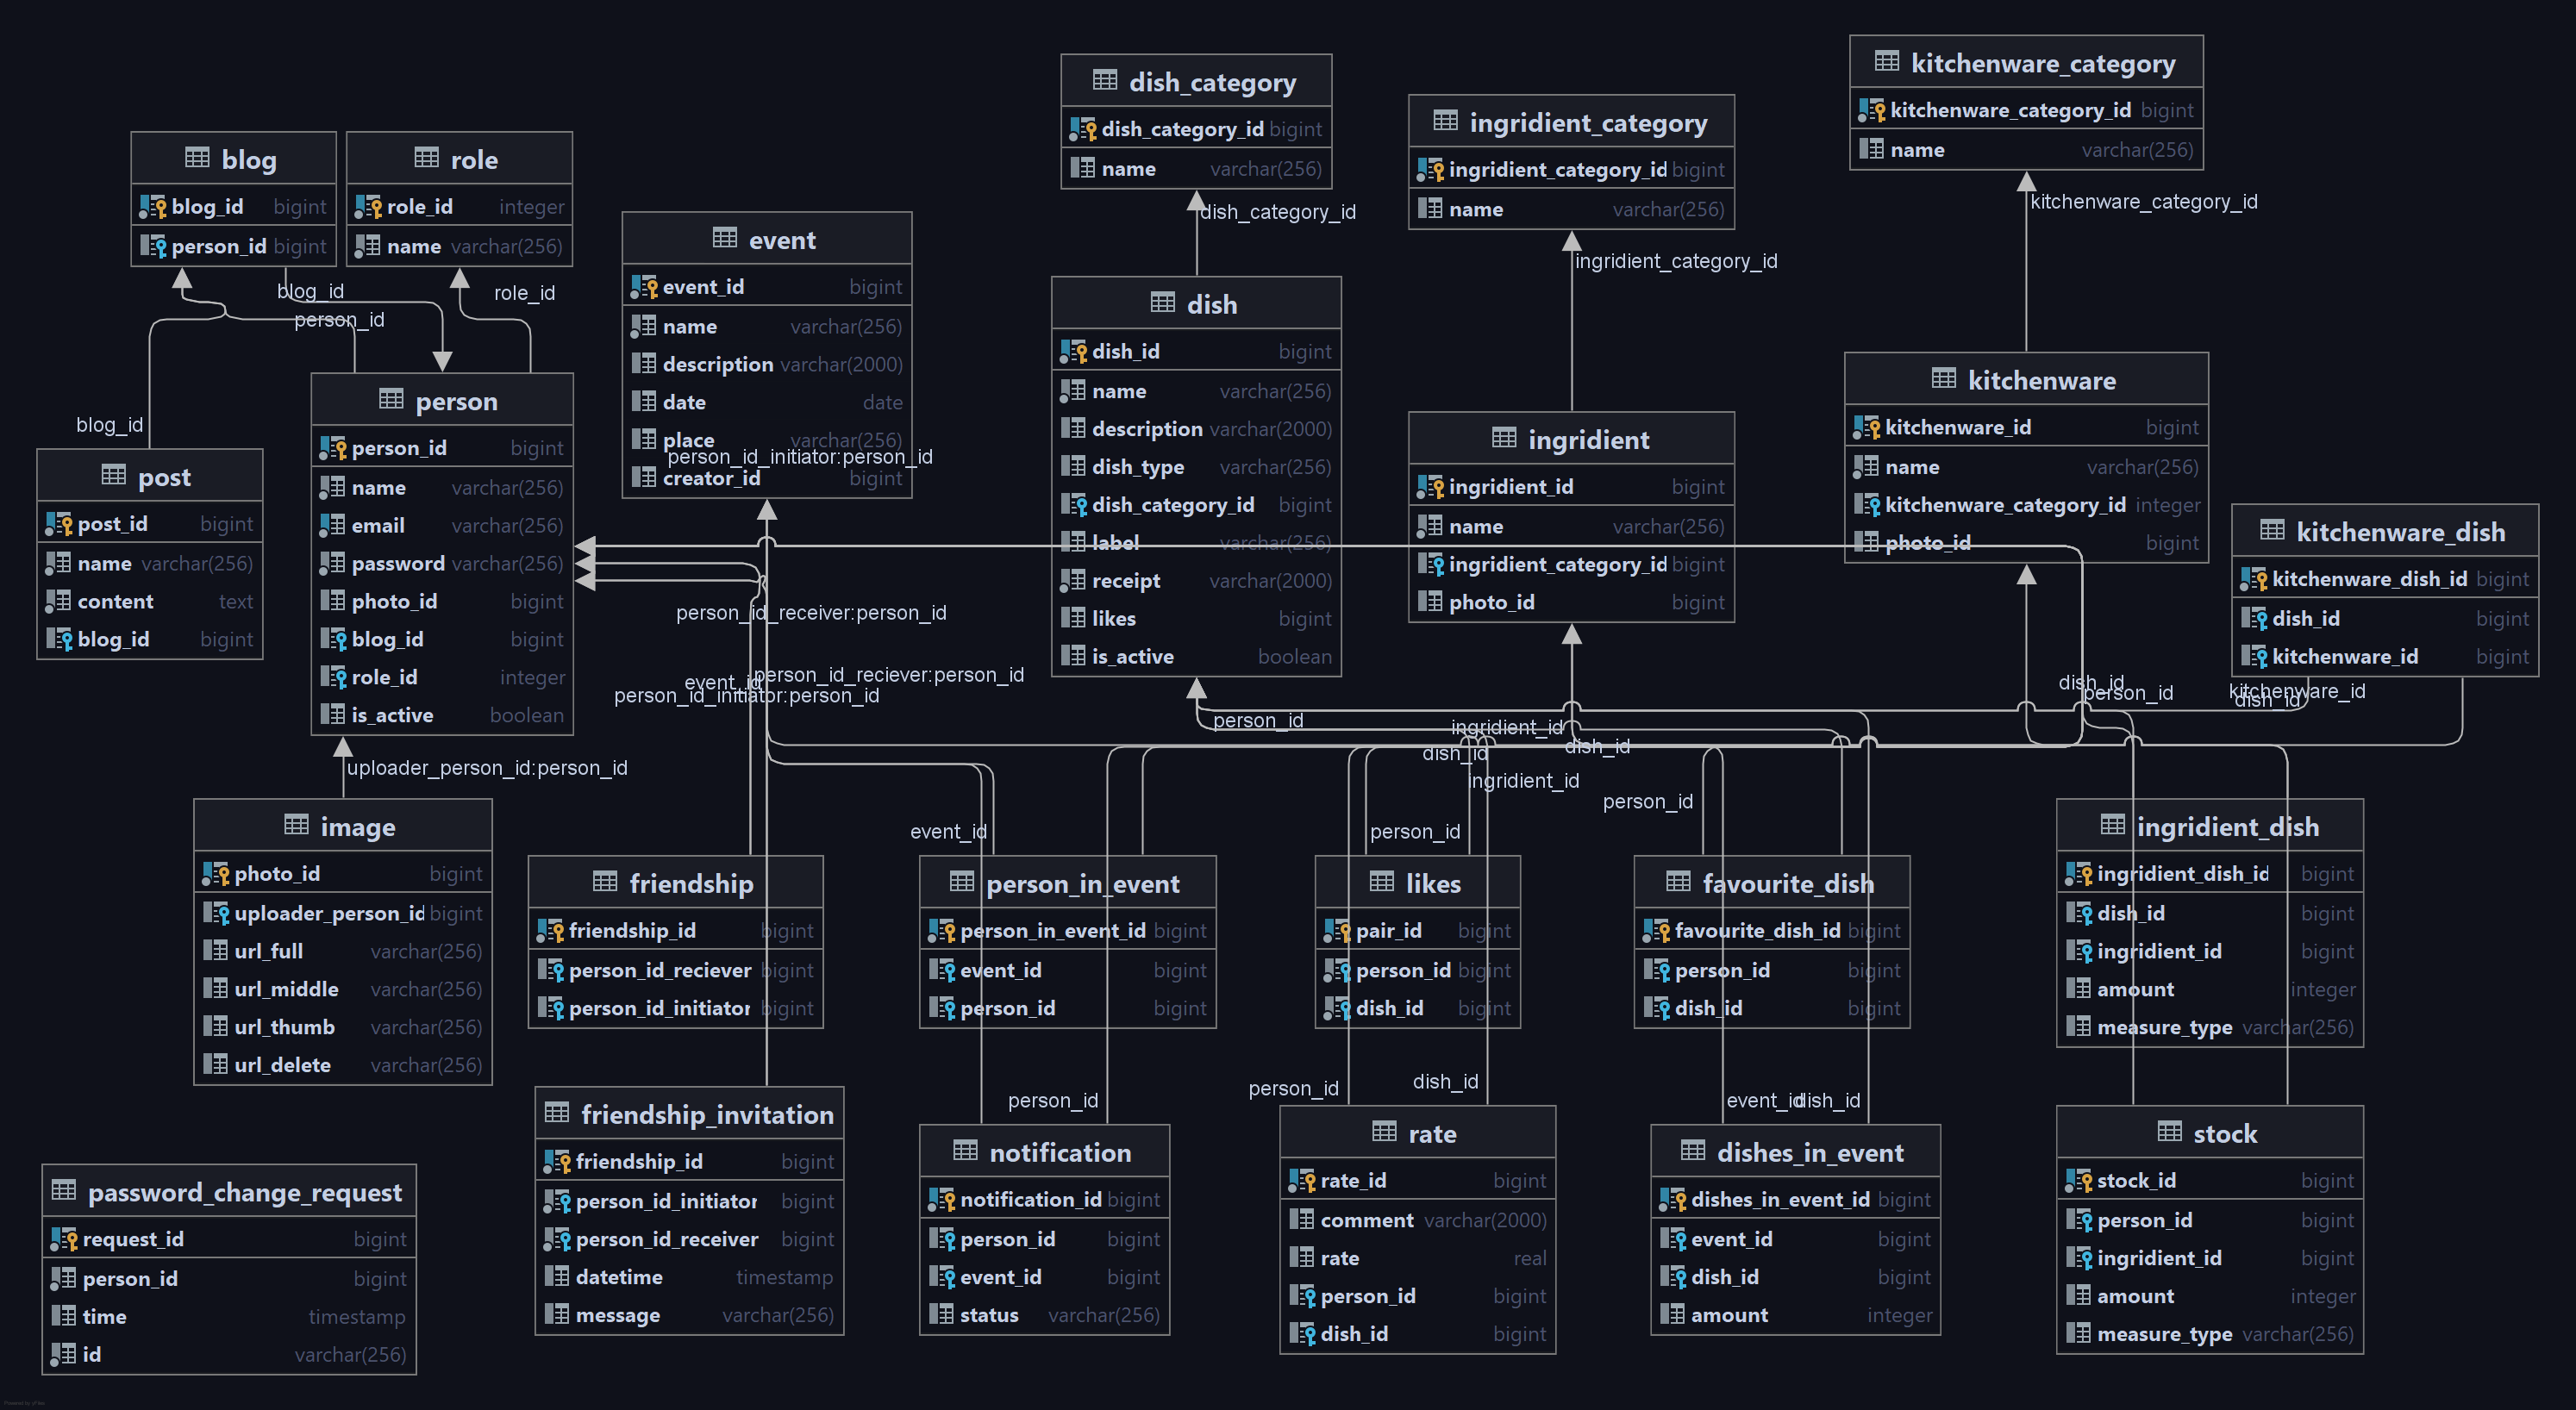 dish_category
dish_category_id bigint
name varchar(256)
ingridient_category
ingridient_category_id bigint
name varchar(256)
kitchenware_category
kitchenware_category_id bigint
name varchar(256)
blog
blog_id bigint
person_id bigint
role
role_id integer
name varchar(256)
event
event_id bigint
name varchar(256)
description varchar(2000)
date date
place varchar(256)
creator_id bigint
dish_category_id
ingridient_category_id
kitchenware_category_id
blog_id
person_id
role_id
blog_id
person_id_initiator:person_id
dish
dish_id bigint
name varchar(256)
description varchar(2000)
dish_type varchar(256)
dish_category_id bigint
label varchar(256)
receipt varchar(2000)
likes bigint
is_active boolean
ingridient
ingridient_id bigint
name varchar(256)
ingridient_category_id bigint
photo_id bigint
kitchenware
kitchenware_id bigint
name varchar(256)
kitchenware_category_id integer
photo_id bigint
kitchenware_dish
kitchenware_dish_id bigint
dish_id bigint
kitchenware_id bigint
person
person_id bigint
name varchar(256)
email varchar(256)
password varchar(256)
photo_id bigint
blog_id bigint
role_id integer
is_active boolean
post
post_id bigint
name varchar(256)
content text
blog_id bigint
person_id_receiver:person_id
event_id
person_id_reciever:person_id
person_id_initiator:person_id
person_id
ingridient_id
dish_id
dish_id
ingridient_id
dish_id
person_id
kitchenware_id
dish_id
uploader_person_id:person_id
event_id
person_id
person_id
image
photo_id bigint
uploader_person_id bigint
url_full varchar(256)
url_middle varchar(256)
url_thumb varchar(256)
url_delete varchar(256)
friendship
friendship_id bigint
person_id_reciever bigint
person_id_initiator bigint
person_in_event
person_in_event_id bigint
event_id bigint
person_id bigint
likes
pair_id bigint
person_id bigint
dish_id bigint
favourite_dish
favourite_dish_id bigint
person_id bigint
dish_id bigint
ingridient_dish
ingridient_dish_id bigint
dish_id bigint
ingridient_id bigint
amount integer
measure_type varchar(256)
person_id
person_id
dish_id
event_id
dish_id
password_change_request
request_id bigint
person_id bigint
time timestamp
id varchar(256)
friendship_invitation
friendship_id bigint
person_id_initiator bigint
person_id_receiver bigint
datetime timestamp
message varchar(256)
notification
notification_id bigint
person_id bigint
event_id bigint
status varchar(256)
rate
rate_id bigint
comment varchar(2000)
rate real
person_id bigint
dish_id bigint
dishes_in_event
dishes_in_event_id bigint
event_id bigint
dish_id bigint
amount integer
stock
stock_id bigint
person_id bigint
ingridient_id bigint
amount integer
measure_type varchar(256)